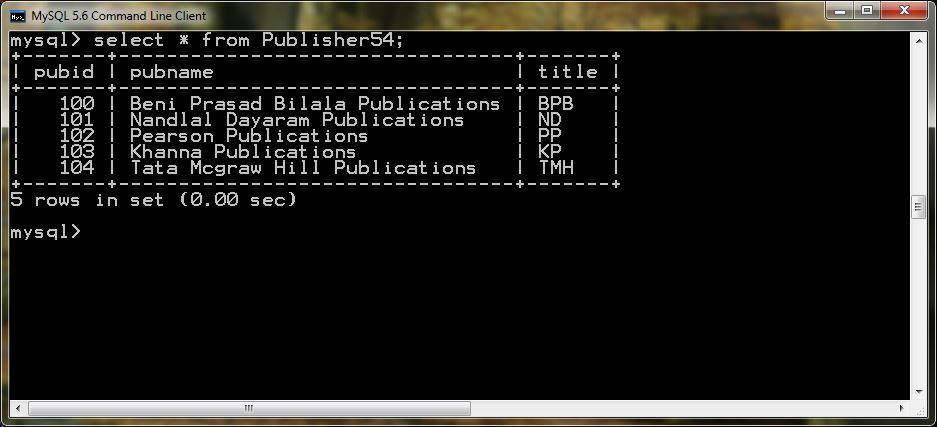 MySQL 5.6 Command Line Client
mysql> select * from Publisher54;
+-------+---------------------------------+-------+
| pubid | pubname                         | title |
+-------+---------------------------------+-------+
|   100 | Beni Prasad Bilala Publications | BPB   |
|   101 | Nandlal Dayaram Publications    | ND    |
|   102 | Pearson Publications            | PP    |
|   103 | Khanna Publications             | KP    |
|   104 | Tata Mcgraw Hill Publications   | TMH   |
+-------+---------------------------------+-------+
5 rows in set (0.00 sec)
mysql>